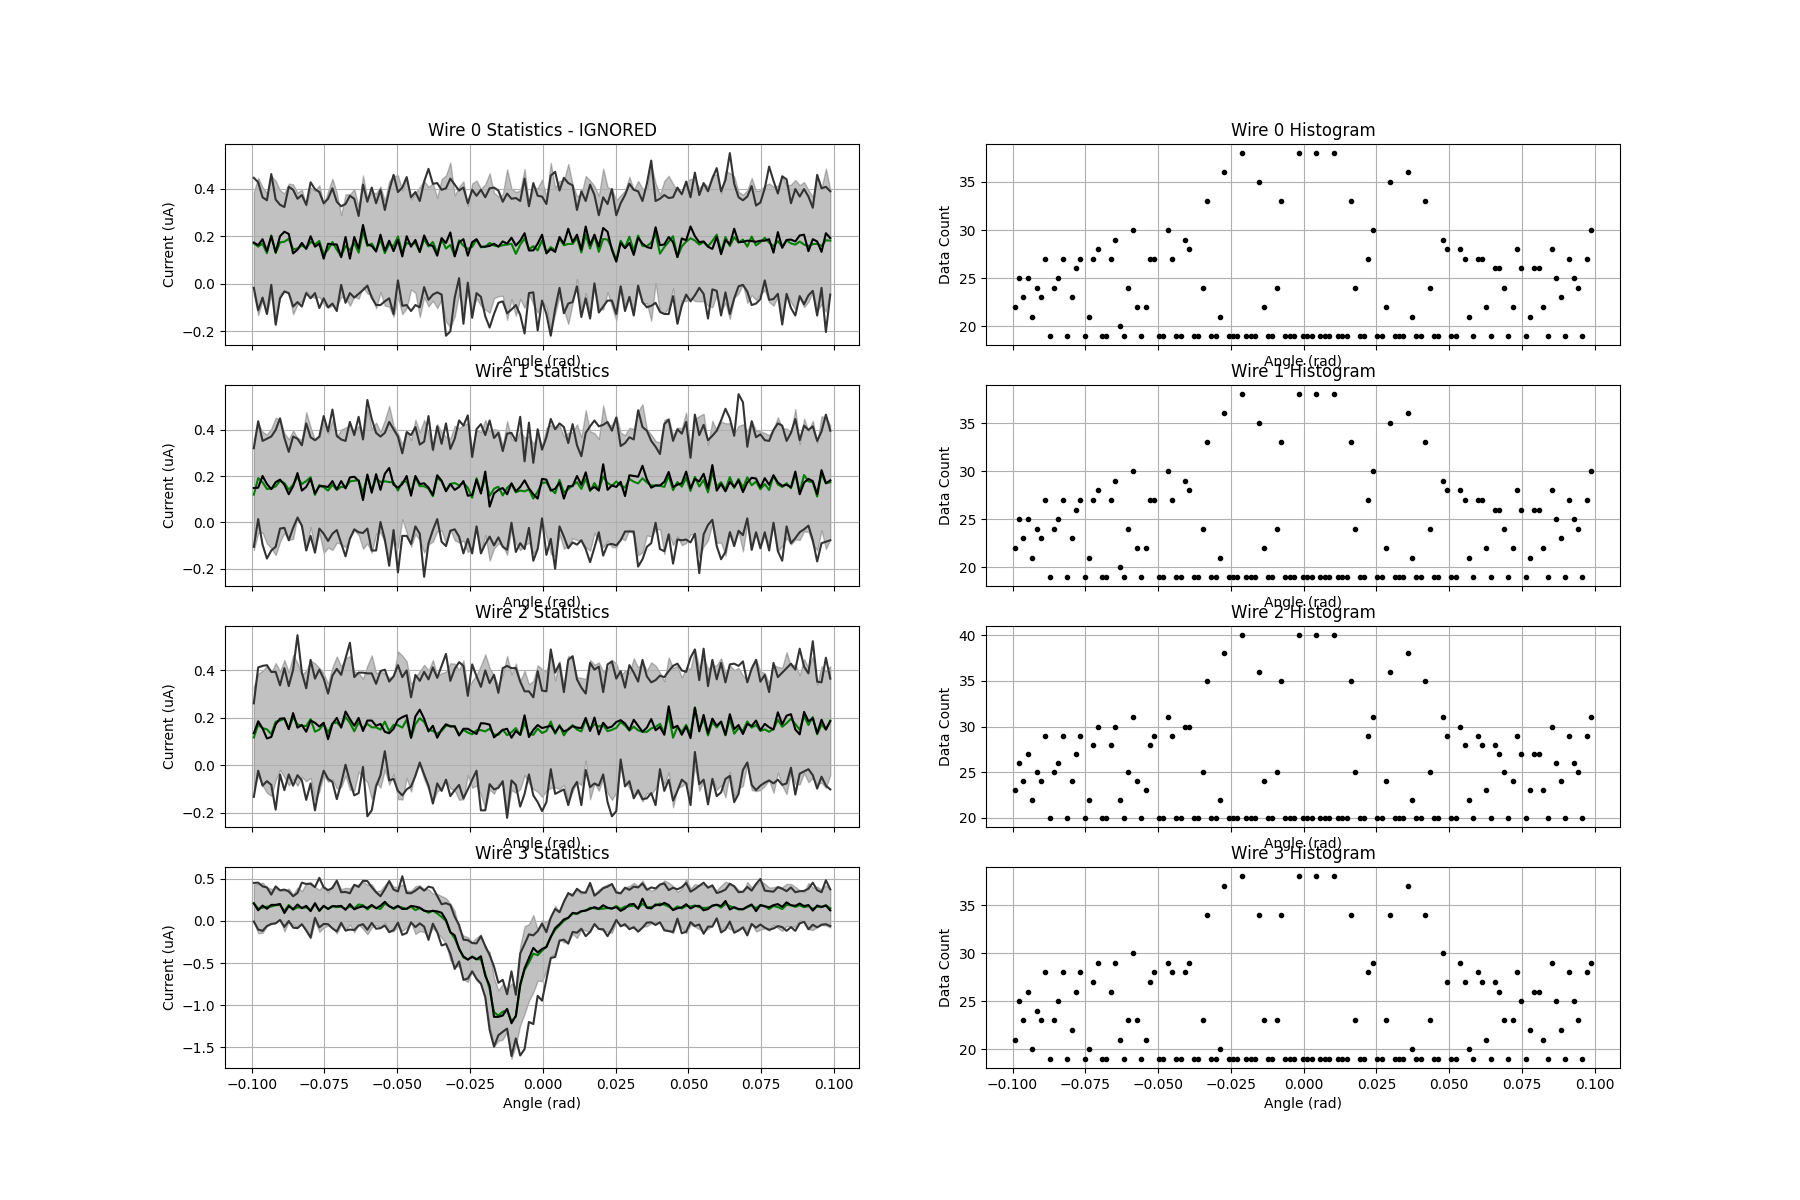 Wire 0 Statistics - IGNORED
Current (uA)
0.4
0.2
0.0
−0.2
Angle (rad)
Wire 0 Histogram
Data Count
35
30
25
20
Angle (rad)
Wire 1 Statistics
Current (uA)
0.4
0.2
0.0
−0.2
Angle (rad)
Wire 1 Histogram
Data Count
35
30
25
20
Angle (rad)
Wire 2 Statistics
Current (uA)
0.4
0.2
0.0
−0.2
Angle (rad)
Wire 2 Histogram
Data Count
40
35
30
25
20
Angle (rad)
Wire 3 Statistics
Current (uA)
0.5
0.0
−0.5
−1.0
−1.5
−0.100 −0.075 −0.050 −0.025 0.000 0.025 0.050 0.075 0.100
Angle (rad)
Wire 3 Histogram
Data Count
35
30
25
20
−0.100 −0.075 −0.050 −0.025 0.000 0.025 0.050 0.075 0.100
Angle (rad)